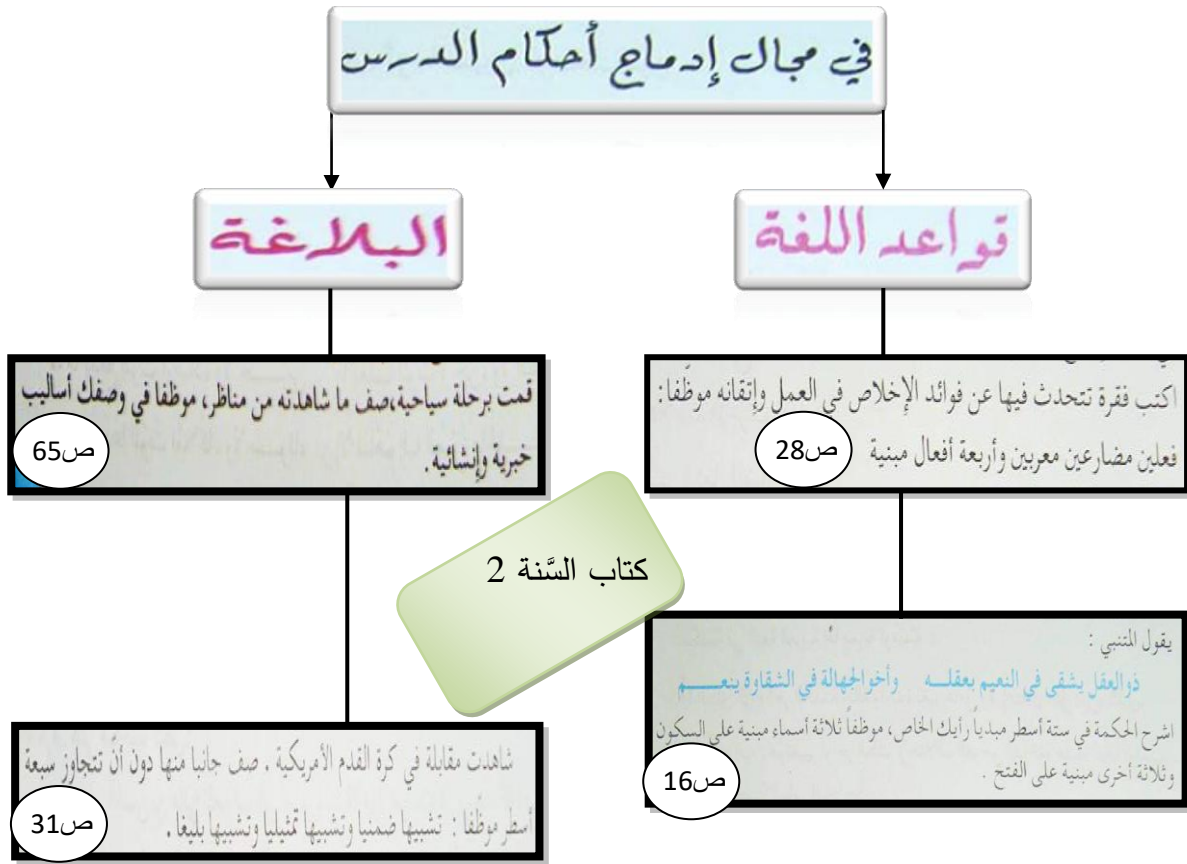 في مجال إدماج أحكام الدرس
قواعد اللغة
البلاغة
اكتب فقرة تتحدث فيها عن فوائد الإخلاص في العمل وإتقانه موظفا :
فعلين مضارعين معربين وأربعة أفعال مبنية
ص28
قمت برحلة سياحية،صف ما شاهدته من مناظر، موظفا في وصفك أساليب
خبرية وإنشائية .
ص65
كتاب السَّنة 2
يقول المتنبي :
ذو العقل يشقى في النعيم بعقلـــه وأخو الجهالة في الشقاوة ينعــــم
اشرح الحكمة في ستة أسطر مبدياً رأيك الخاص، موظفاً ثلاثة أسماء مبنية على السكون
وثلاثة أخرى مبنية على الفتح .
ص16
شاهدت مقابلة في كرة القدم الأمريكية . صف جانبا منها دون أنّ تتجاوز سبعة
أسطر موظفا : تشبيها ضمنيا وتشبيها تمثيليا وتشبيها بليغا .
ص31